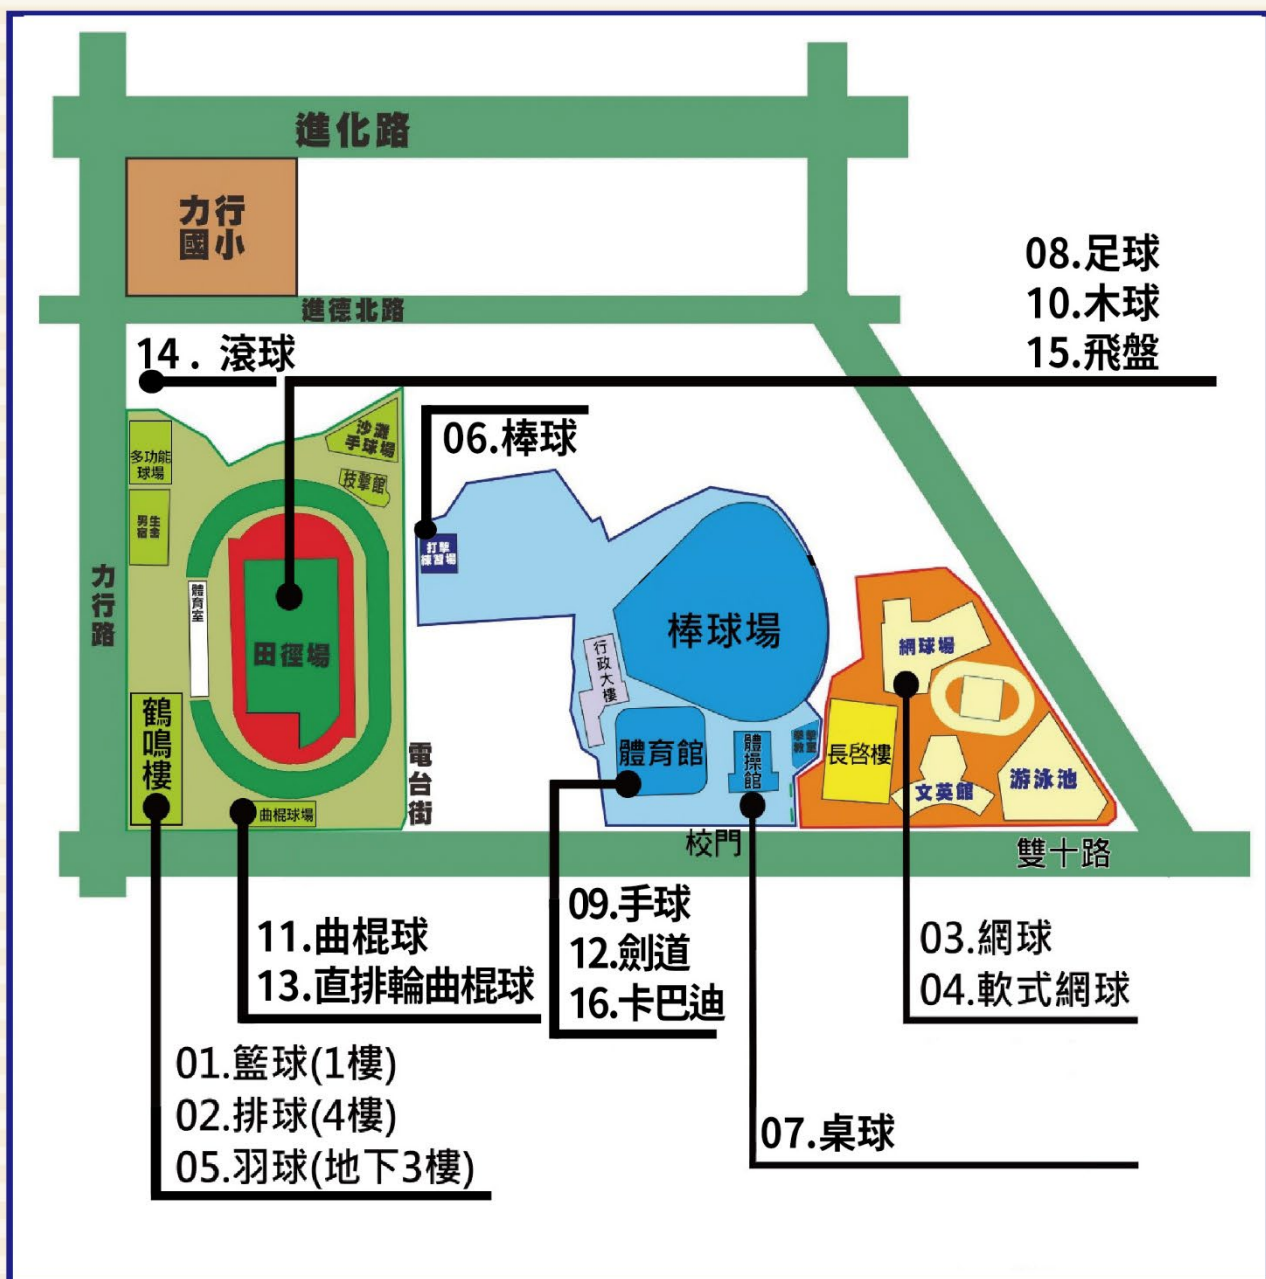 進化路
力行
國小
進德北路
08.足球
10.木球
15.飛盤
14. 滾球
06.棒球
沙灘
手球場
技擊館
多功能
球場
男生
宿舍
打擊
練習場
力行路
體育室
田徑場
棒球場
行政大樓
網球場
鶴鳴樓
電台街
體育館
體操館
長啓樓
文英館
游泳池
曲棍球場
校門
雙十路
11.曲棍球
13.直排輪曲棍球
09.手球
12.劍道
16.卡巴迪
03.網球
04.軟式網球
01.籃球(1樓)
02.排球(4樓)
05.羽球(地下3樓)
07.桌球